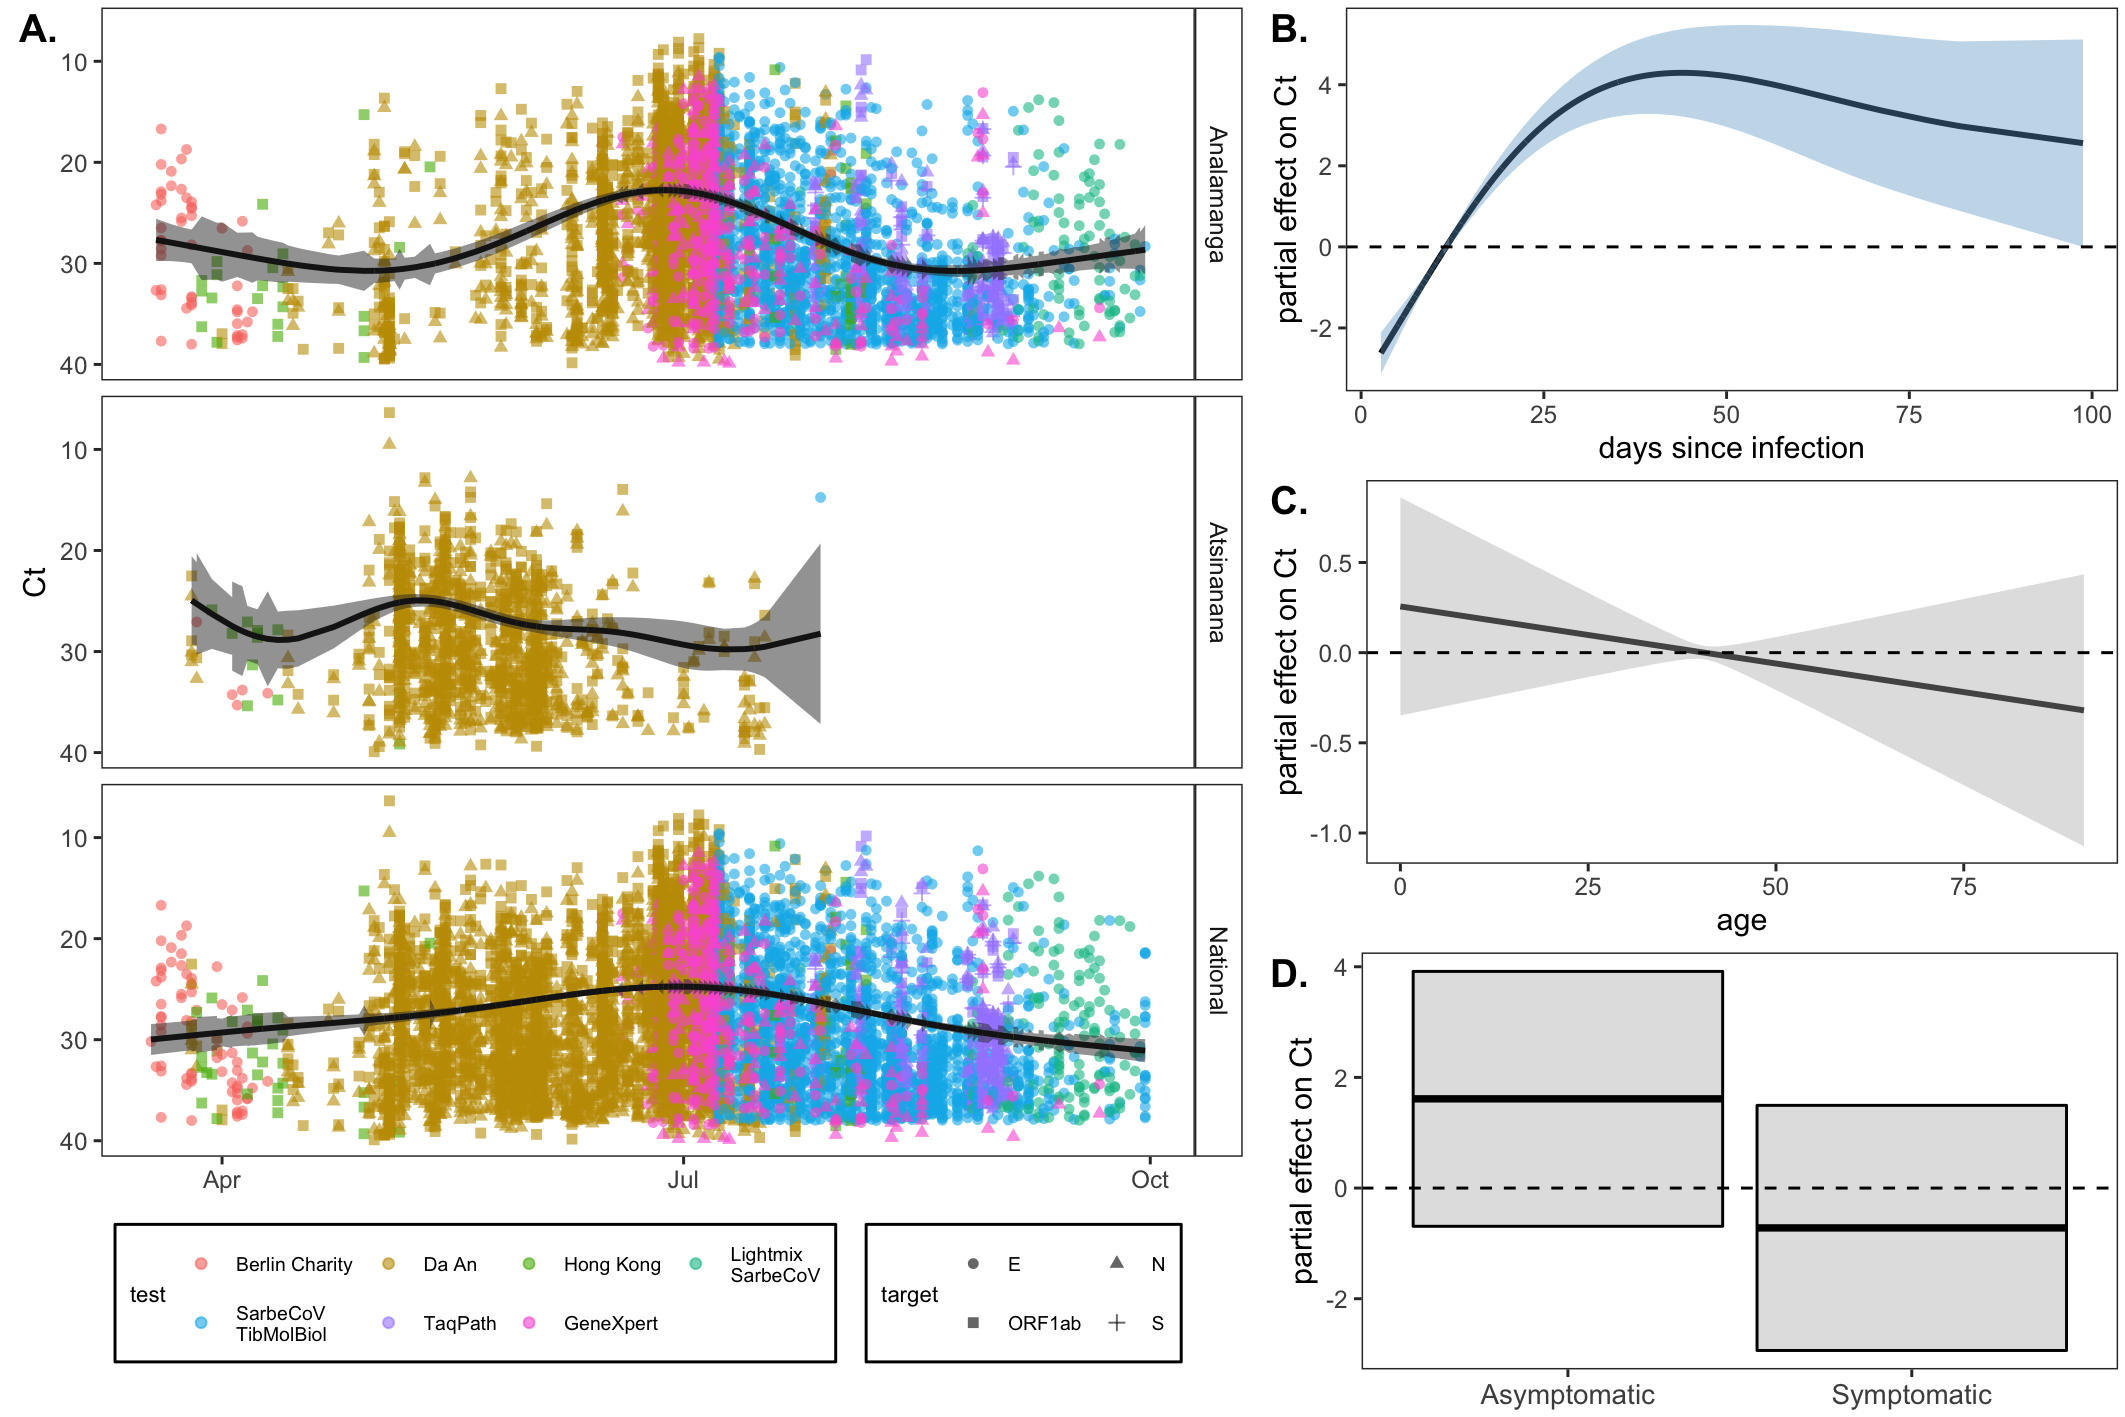 A.
10
20
30
40
Analamanga
10
20
30
40
Atsinanana
Ct
10
20
30
40
National
Apr
Jul
Oct
test
Berlin Charity
Da An
Hong Kong
Lightmix
SarbeCoV
SarbeCoV
TibMolBiol
TaqPath
GeneXpert
target
E
N
ORF1ab
S
B.
partial effect on Ct
4
2
0
-2
0
25
50
75
100
days since infection
C.
partial effect on Ct
0.5
0.0
-0.5
-1.0
0
25
50
75
age
D.
partial effect on Ct
4
2
0
-2
Asymptomatic
Symptomatic